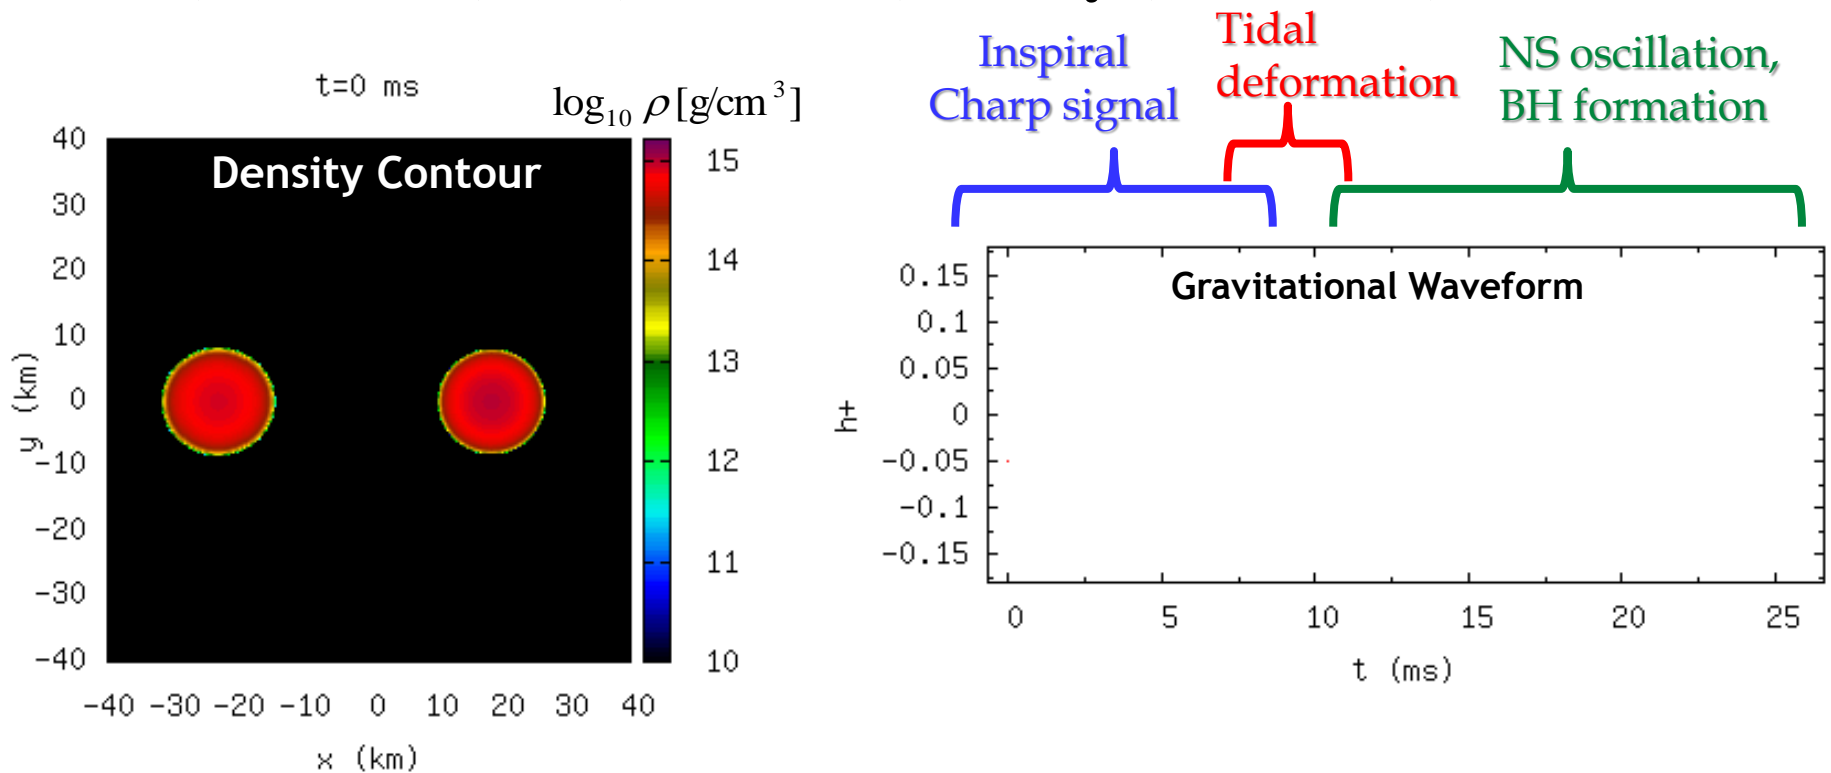 t=0 ms
log10 ρ [g/cm3]
Density Contour
40
30
20
10
0
-10
-20
-30
-40
y (km)
-40 -30 -20 -10 0 10 20 30 40
x (km)
15
14
13
12
11
10
Inspiral
Charp signal
Tidal
deformation
NS oscillation,
BH formation
Gravitational Waveform
0.15
0.1
0.05
0
-0.05
-0.1
-0.15
h+
0 5 10 15 20 25
t (ms)